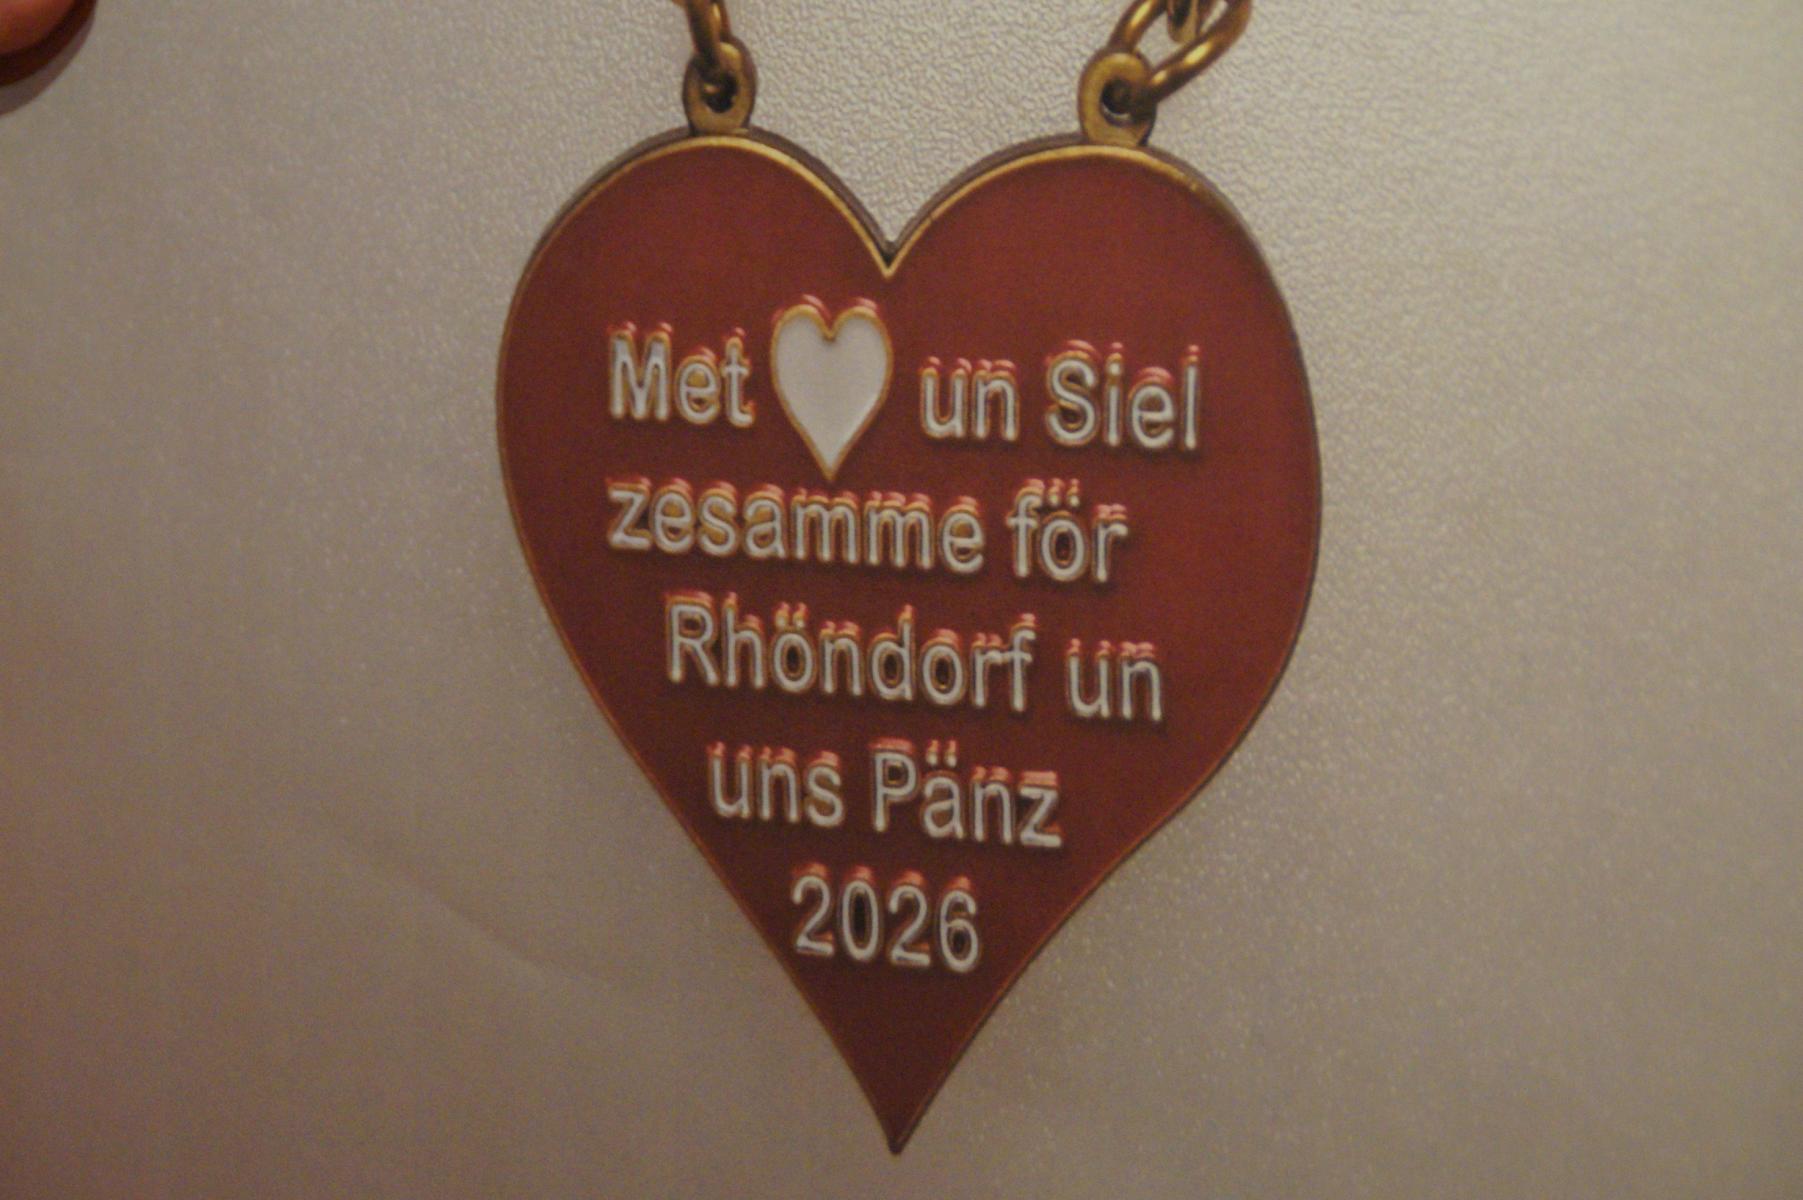 Met un Siel
zesamme för
Rhöndorf un
uns Pänz
2026